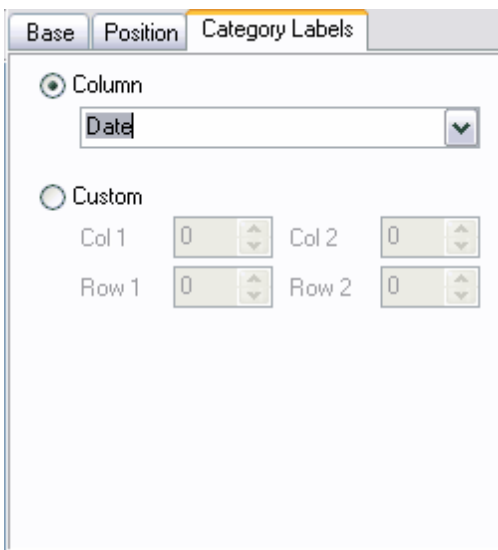 Base Position Category Labels
Column
Date
Custom
Col 1 0 Col 2 0
Row 1 0 Row 2 0